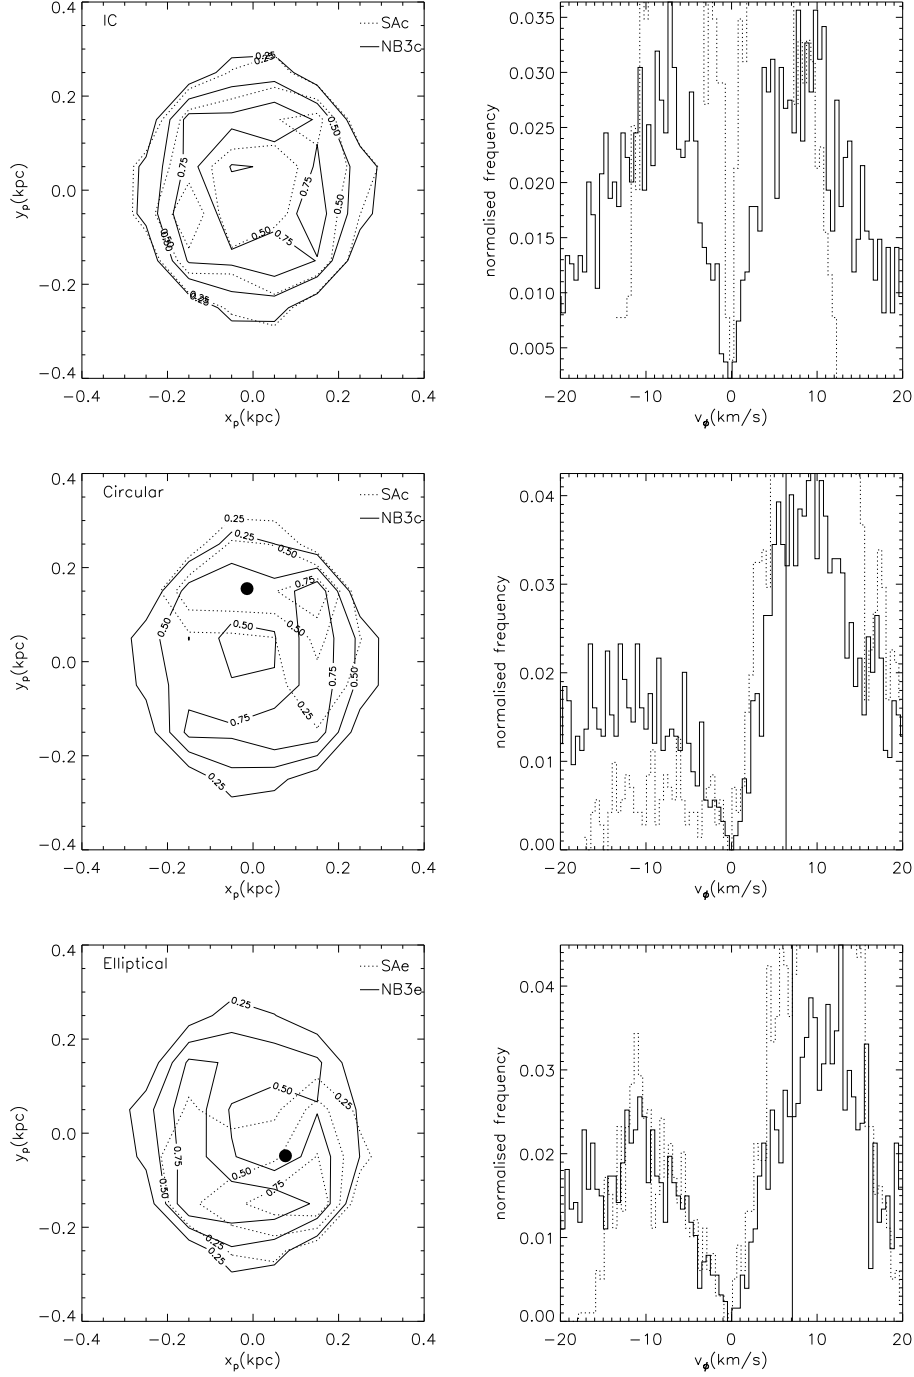 IC
SAc
NB3c
0.4
0.2
0.0
−0.2
−0.4
y_p(kpc)
0.25
0.25
0.50
0.75
0.75
0.50
0.50
0.75
0.50
0.50
0.25
0.25
−0.4 −0.2 0.0 0.2 0.4
x_p(kpc)
normalised frequency
0.035
0.030
0.025
0.020
0.015
0.010
0.005
−20 −10 0 10 20
v_ϕ(km/s)
Circular
SAc
NB3c
0.4
0.2
0.0
−0.2
−0.4
y_p(kpc)
0.25
0.25
0.50
0.75
0.50
0.50
0.50
0.75
0.50
0.25
0.75
0.25
−0.4 −0.2 0.0 0.2 0.4
x_p(kpc)
normalised frequency
0.04
0.03
0.02
0.01
0.00
−20 −10 0 10 20
v_ϕ(km/s)
Elliptical
SAe
NB3e
0.4
0.2
0.0
−0.2
−0.4
y_p(kpc)
0.25
0.50
0.25
0.75
0.50
0.75
0.50
0.25
0.25
−0.4 −0.2 0.0 0.2 0.4
x_p(kpc)
normalised frequency
0.04
0.03
0.02
0.01
0.00
−20 −10 0 10 20
v_ϕ(km/s)